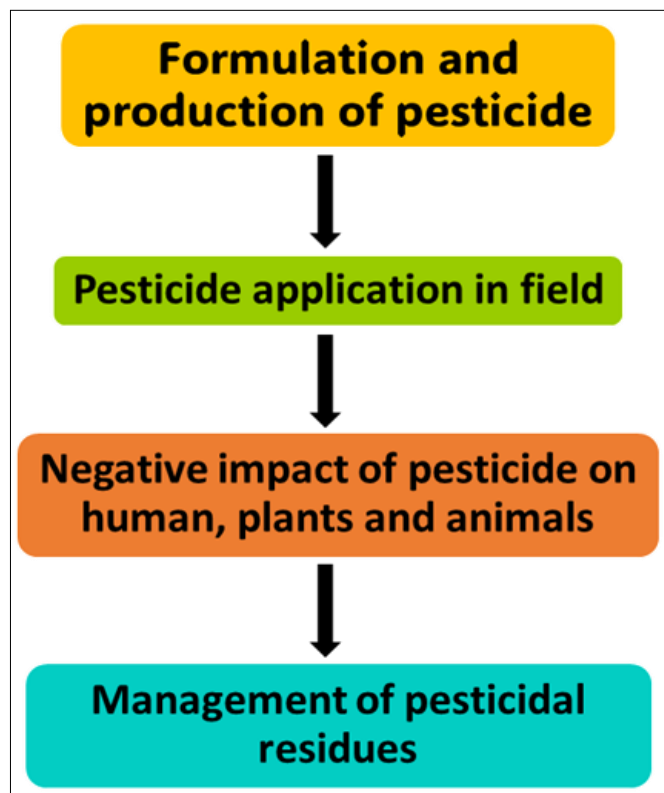 Formulation and
production of pesticide
Pesticide application in field
Negative impact of pesticide on
human, plants and animals
Management of pesticidal
residues